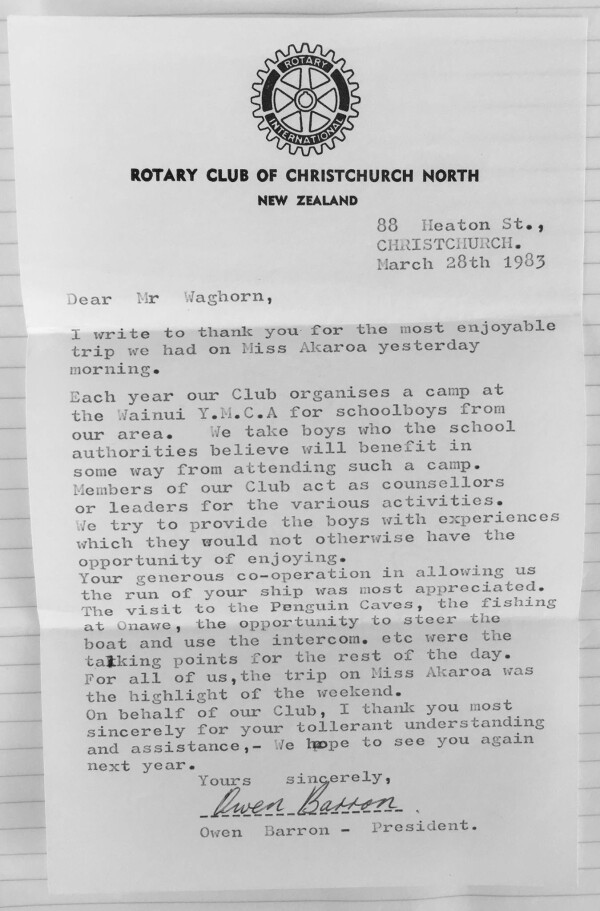 ROTARY
INTERNATIONAL
ROTARY CLUB OF CHRISTCHURCH NORTH
NEW ZEALAND
88 Heaton St.,
CHRISTCHURCH.
March 28th 1983
Dear Mr Waghorn,
I write to thank you for the most enjoyable
trip we had on Miss Akaroa yesterday
morning.
Each year our Club organises a camp at
the Wainui Y.M.C.A for schoolboys from
our area. We take boys who the school
authorities believe will benefit in
some way from attending such a camp.
Members of our Club act as counsellors
or leaders for the various activities.
We try to provide the boys with experiences
which they would not otherwise have the
opportunity of enjoying.
Your generous co-operation in allowing us
the run of your ship was most appreciated.
The visit to the Penguin Caves, the fishing
at Onawe, the opportunity to steer the
boat and use the intercom. etc were the
talking points for the rest of the day.
For all of us,the trip on Miss Akaroa was
the highlight of the weekend.
On behalf of our Club, I thank you most
sincerely for your tollerant understanding
and assistance,- We hope to see you again
next year.
Yours sincerely,
Owen Barron
Owen Barron - President.